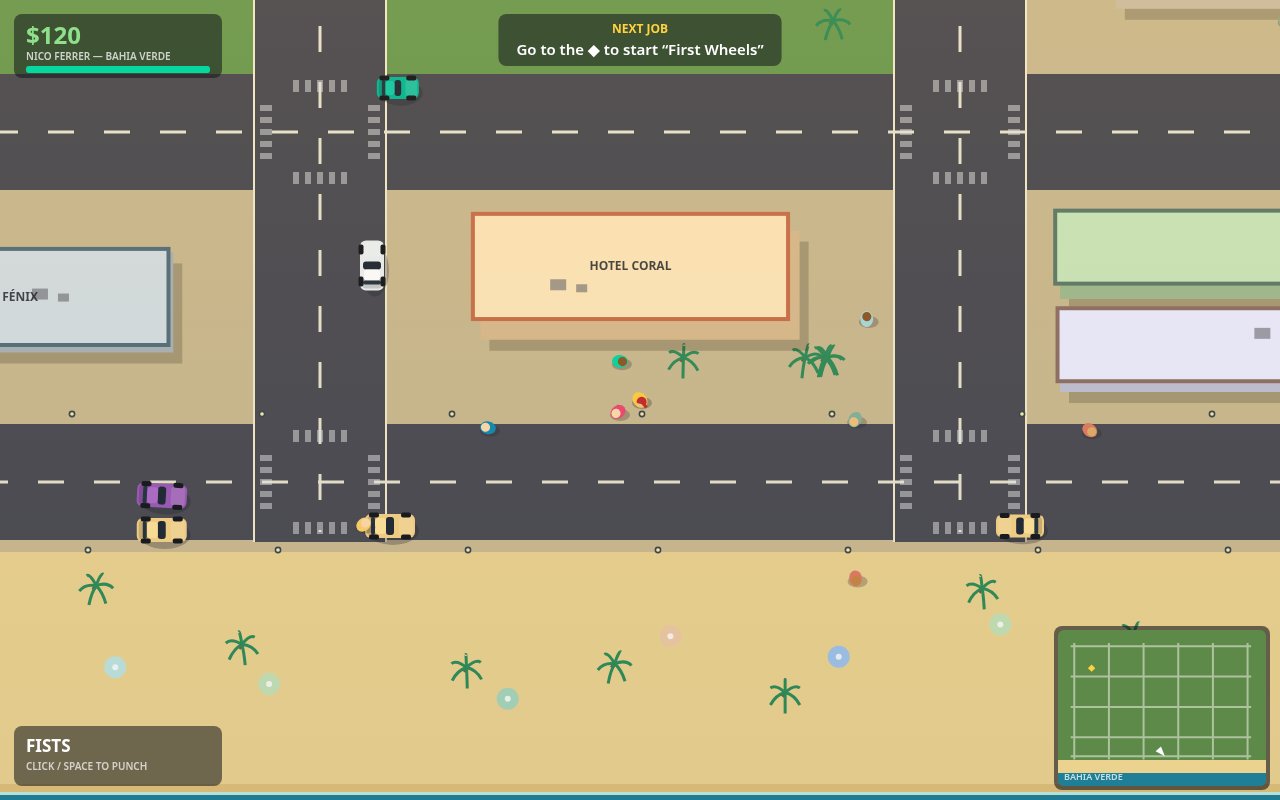 $120
NICO FERRER — BAHIA VERDE
NEXT JOB
Go to the ◆ to start “First Wheels”
HOTEL CORAL
FÉNIX
FISTS
CLICK / SPACE TO PUNCH
BAHIA VERDE